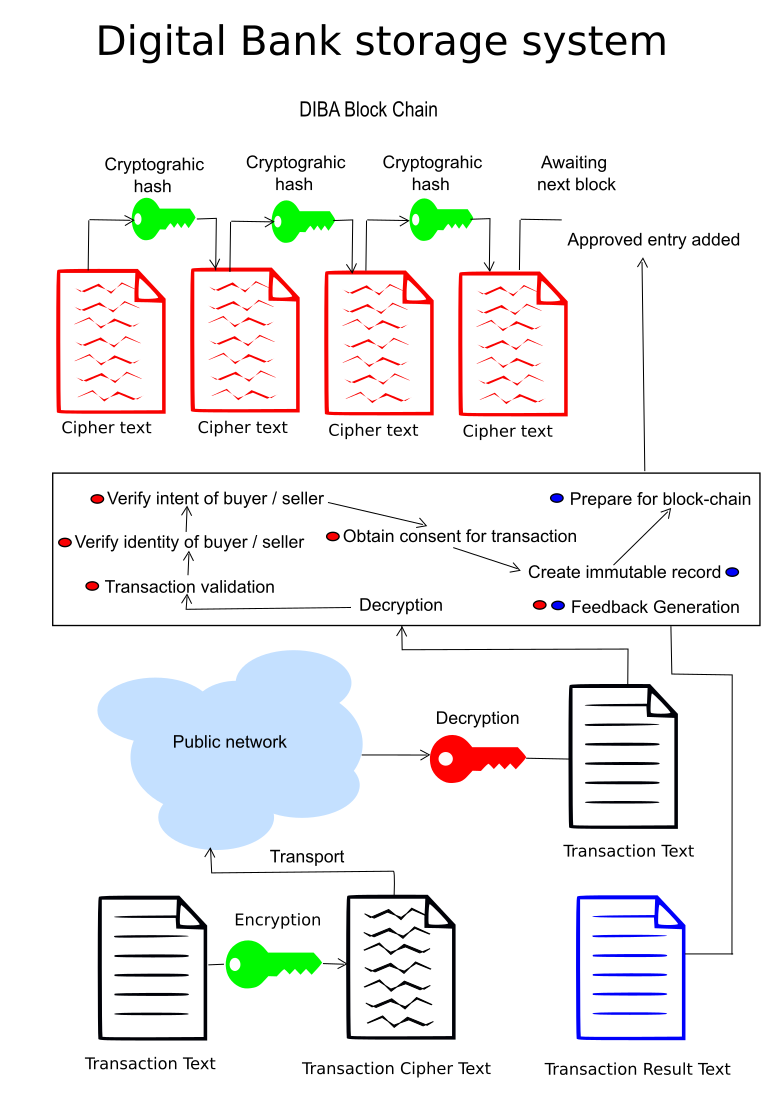 Digital Bank storage system
DIBA Block Chain
Cryptograhic
hash
Cryptograhic
hash
Cryptograhic
hash
Awaiting
next block
Approved entry added
Cipher text
Cipher text
Cipher text
Cipher text
Verify intent of buyer / seller
Prepare for block-chain
Verify identity of buyer / seller
Obtain consent for transaction
Create immutable record
Transaction validation
Decryption
Feedback Generation
Public network
Decryption
Transaction Text
Transport
Encryption
Transaction Text
Transaction Cipher Text
Transaction Result Text